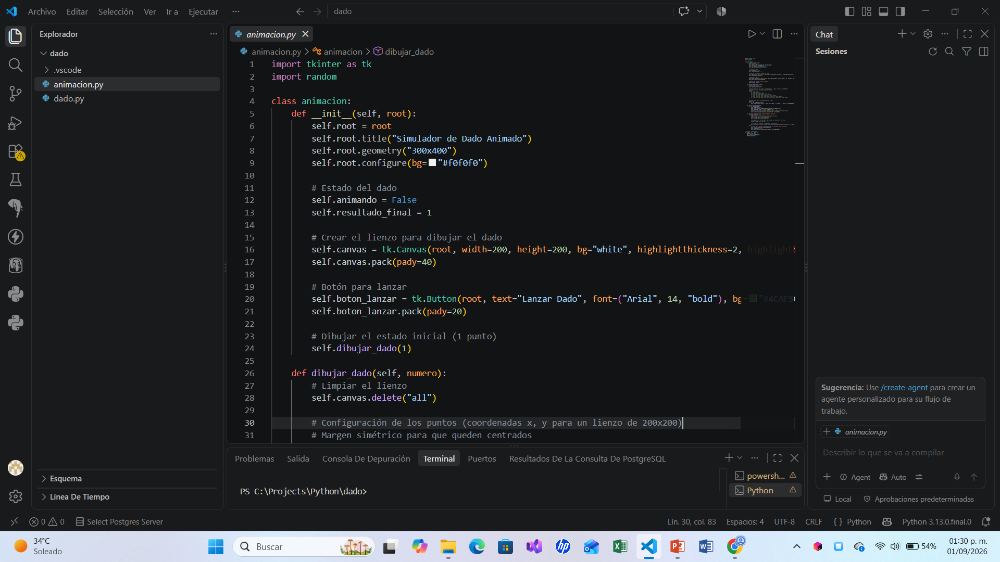 Archivo Editar Selección Ver Ir a Ejecutar ··· dado
Explorador ···
dado
.vscode
animacion.py
dado.py
Esquema
Línea De Tiempo
animacion.py
animacion.py > animacion > dibujar_dado
1 import tkinter as tk
2 import random
3
4 class animacion:
5 def __init__(self, root):
6 self.root = root
7 self.root.title("Simulador de Dado Animado")
8 self.root.geometry("300x400")
9 self.root.configure(bg="#f0f0f0")
10
11 # Estado del dado
12 self.animando = False
13 self.resultado_final = 1
14
15 # Crear el lienzo para dibujar el dado
16 self.canvas = tk.Canvas(root, width=200, height=200, bg="white", highlightthickness=2, highlight
17 self.canvas.pack(pady=40)
18
19 # Botón para lanzar
20 self.boton_lanzar = tk.Button(root, text="Lanzar Dado", font=("Arial", 14, "bold"), bg="#4CAF50
21 self.boton_lanzar.pack(pady=20)
22
23 # Dibujar el estado inicial (1 punto)
24 self.dibujar_dado(1)
25
26 def dibujar_dado(self, numero):
27 # Limpiar el lienzo
28 self.canvas.delete("all")
29
30 # Configuración de los puntos (coordenadas x, y para un lienzo de 200x200)
31 # Margen simétrico para que queden centrados
Problemas Salida Consola De Depuración Terminal Puertos Resultados De La Consulta De PostgreSQL
PS C:\Projects\Python\dado>
powersh...
Python
Chat
Sesiones
Sugerencia: Use /create-agent para crear un
agente personalizado para su flujo de
trabajo.
animacion.py
Describir lo que se va a compilar
Agent Auto
Local Aprobaciones predeterminadas
0 0 Select Postgres Server Lín. 30, col. 83 Espacios: 4 UTF-8 CRLF { } Python Python 3.13.0.final.0
34°C
Soleado
Buscar
54%
01:30 p. m.
01/09/2026